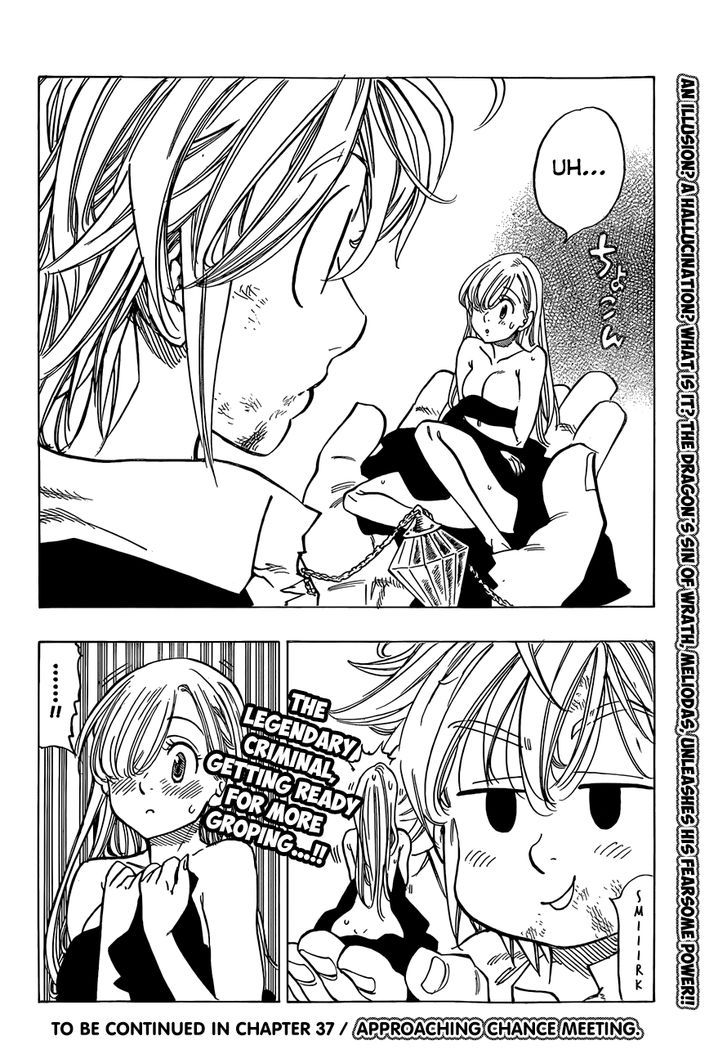 UH...
ちょこん
AN ILLUSION? A HALLUCINATION? WHAT IS IT? THE DRAGON'S SIN OF WRATH, MELIODAS, UNLEASHES HIS FEARSOME POWER!!
......!!
THE
LEGENDARY
CRIMINAL,
GETTING READY
FOR MORE
GROPING...!!
SMIIIRK
TO BE CONTINUED IN CHAPTER 37 / APPROACHING CHANCE MEETING.